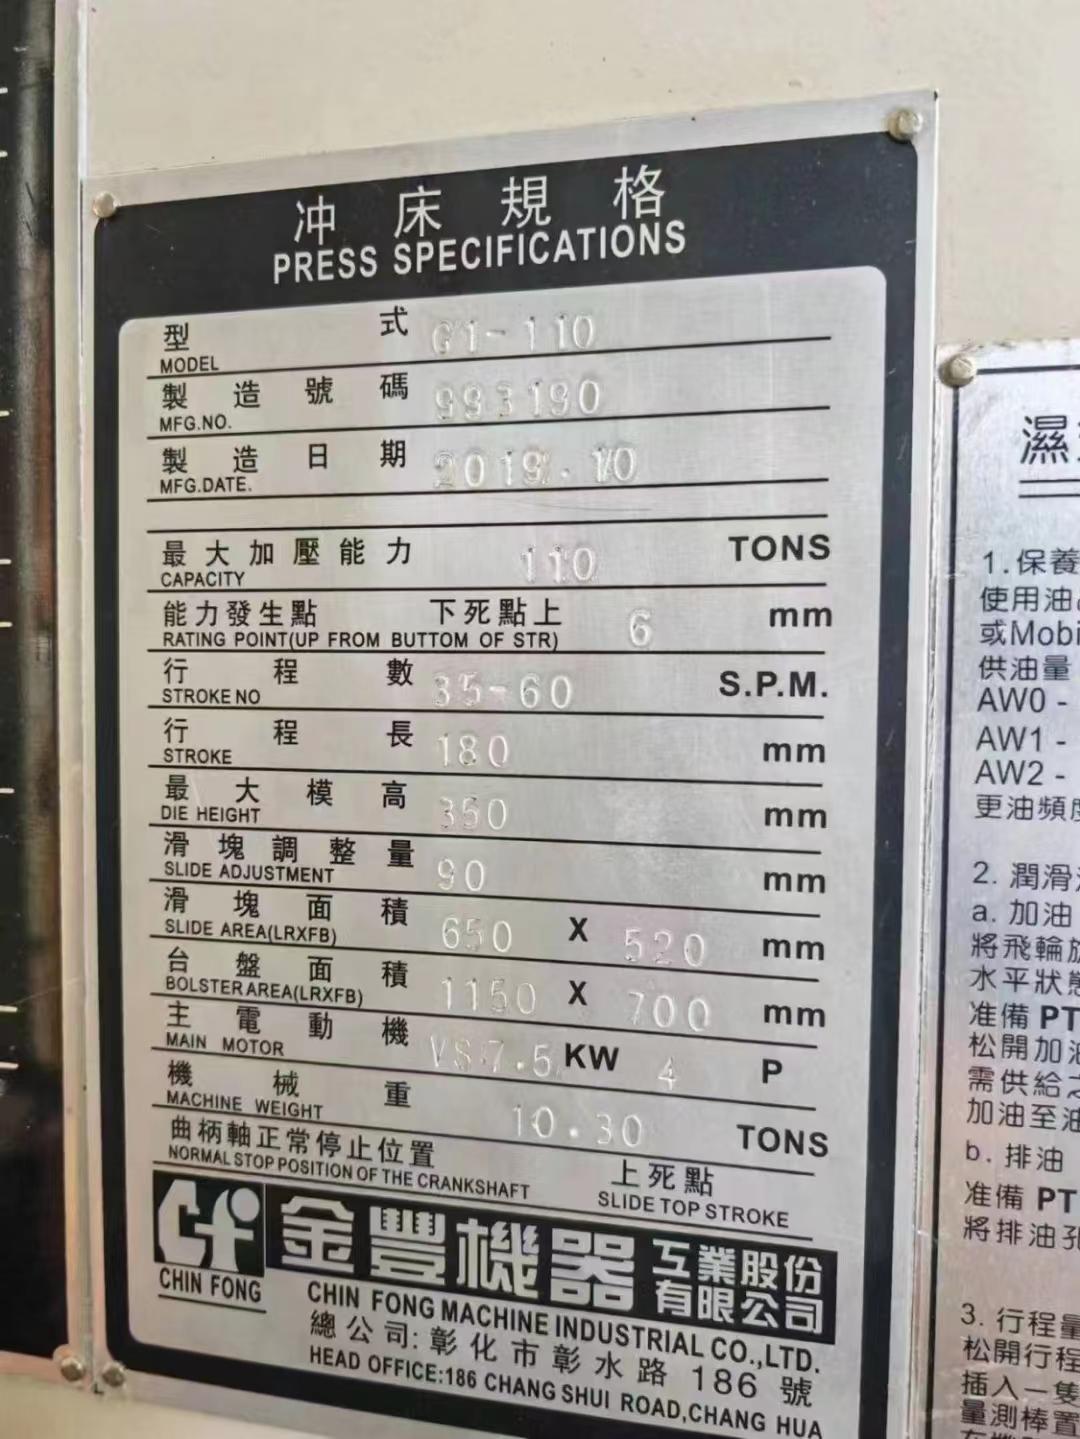 冲床規格
PRESS SPECIFICATIONS
型式 G1-110
MODEL
製造號碼 993190
MFG.NO.
製造日期 2019.10
MFG.DATE.
最大加壓能力 110 TONS
CAPACITY
能力發生點 下死點上 6 mm
RATING POINT(UP FROM BUTTOM OF STR)
行程數 35-60 S.P.M.
STROKE NO
行程長 180 mm
STROKE
最大模高 350 mm
DIE HEIGHT
滑塊調整量 90 mm
SLIDE ADJUSTMENT
滑塊面積 650 X 520 mm
SLIDE AREA(LRXFB)
台盤面積 1150 X 700 mm
BOLSTER AREA(LRXFB)
主電動機 VS7.5 KW 4 P
MAIN MOTOR
機械重 10.30 TONS
MACHINE WEIGHT
曲柄軸正常停止位置 上死點
NORMAL STOP POSITION OF THE CRANKSHAFT SLIDE TOP STROKE
CHIN FONG
金豐機器工業股份有限公司
CHIN FONG MACHINE INDUSTRIAL CO.,LTD.
總公司:彰化市彰水路 186 號
HEAD OFFICE:186 CHANG SHUI ROAD,CHANG HUA
濕
1.保養
使用油
或Mobi
供油量
AW0 -
AW1 -
AW2 -
更油頻
2. 潤滑
a. 加油
將飛輪
水平狀態
准備 PT
松開加油
需供給
加油至油
b. 排油
准備 PT
將排油孔
3. 行程量
松開行程
插入一隻
量測棒置